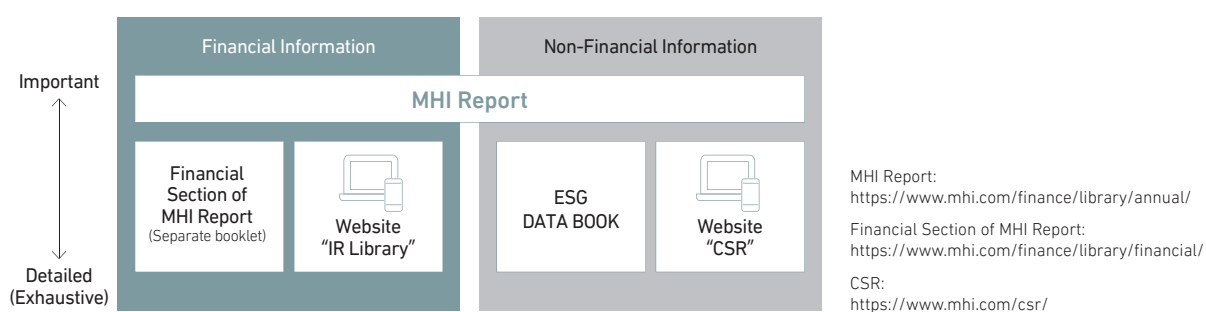 Financial Information
Non-Financial Information
Important
MHI Report
Financial
Section of
MHI Report
(Separate booklet)
Website
“IR Library”
ESG
DATA BOOK
Website
“CSR”
Detailed
(Exhaustive)
MHI Report:
https://www.mhi.com/finance/library/annual/
Financial Section of MHI Report:
https://www.mhi.com/finance/library/financial/
CSR:
https://www.mhi.com/csr/